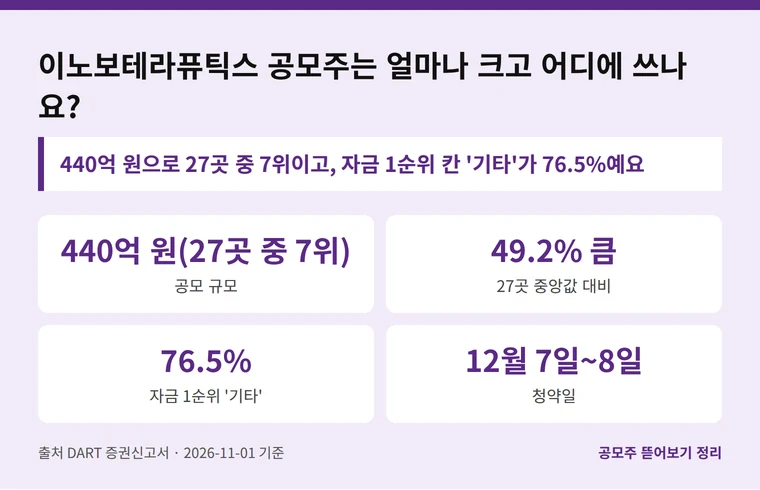 이노보테라퓨틱스 공모주는 얼마나 크고 어디에 쓰나
요?
440억 원으로 27곳 중 7위이고, 자금 1순위 칸 '기타'가 76.5%예요
440억 원(27곳 중 7위)
공모 규모
49.2% 큼
27곳 중앙값 대비
76.5%
자금 1순위 '기타'
12월 7일~8일
청약일
출처 DART 증권신고서 · 2026-11-01 기준
공모주 뜯어보기 정리